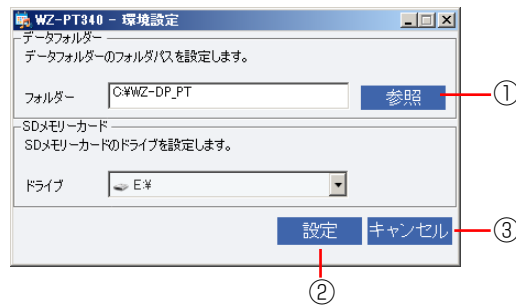 WZ-PT340 - 環境設定
データフォルダー
データフォルダーのフォルダパスを設定します。
フォルダー C:¥WZ-DP_PT 参照 ①
SDメモリーカード
SDメモリーカードのドライブを設定します。
ドライブ E:¥
設定 キャンセル ③
②